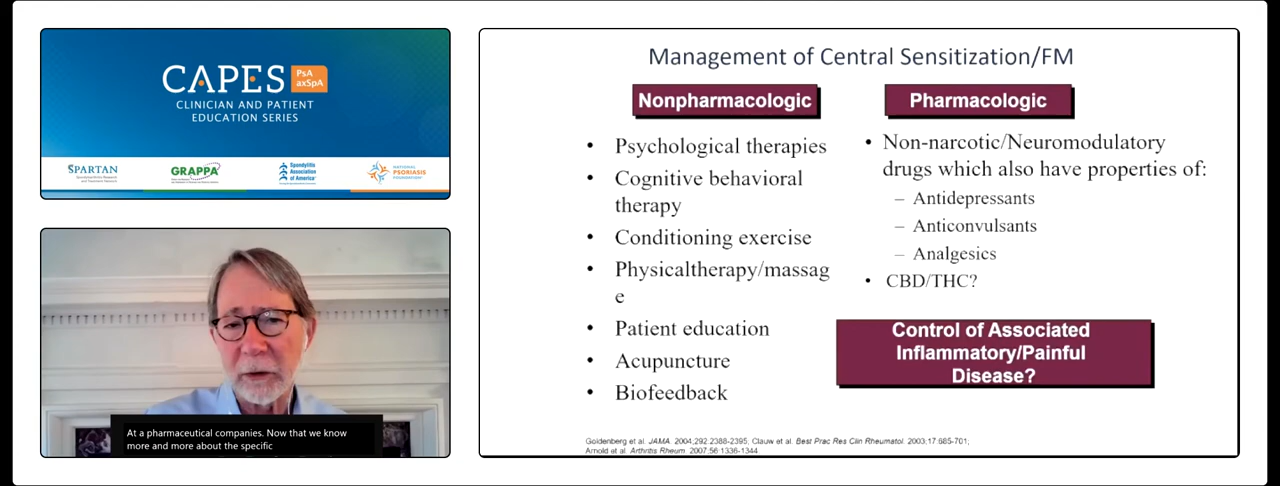 CAPES PsA
axSpA
CLINICIAN AND PATIENT
EDUCATION SERIES
SPARTAN
GRAPPA
Spondylitis
Association
of America
NATIONAL
PSORIASIS
FOUNDATION
At a pharmaceutical companies. Now that we know
more and more about the specific
Management of Central Sensitization/FM
Nonpharmacologic
• Psychological therapies
• Cognitive behavioral
therapy
• Conditioning exercise
• Physicaltherapy/massag
e
• Patient education
• Acupuncture
• Biofeedback
Pharmacologic
• Non-narcotic/Neuromodulatory
drugs which also have properties of:
– Antidepressants
– Anticonvulsants
– Analgesics
• CBD/THC?
Control of Associated
Inflammatory/Painful
Disease?
Goldenberg et al. JAMA. 2004;292:2388-2395; Clauw et al. Best Prac Res Clin Rheumatol. 2003;17:685-701;
Arnold et al. Arthritis Rheum. 2007;56:1336-1344